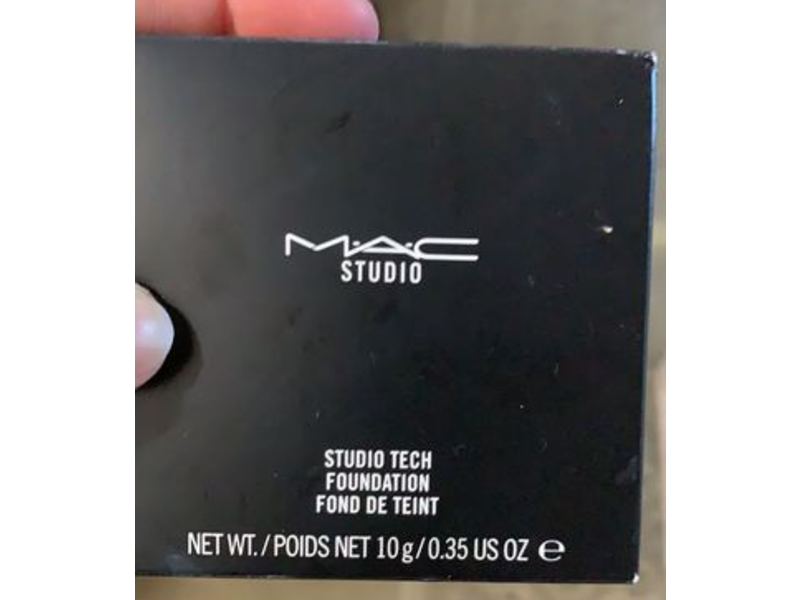 M·A·C
STUDIO
STUDIO TECH
FOUNDATION
FOND DE TEINT
NET WT. / POIDS NET 10 g / 0.35 US OZ ℮